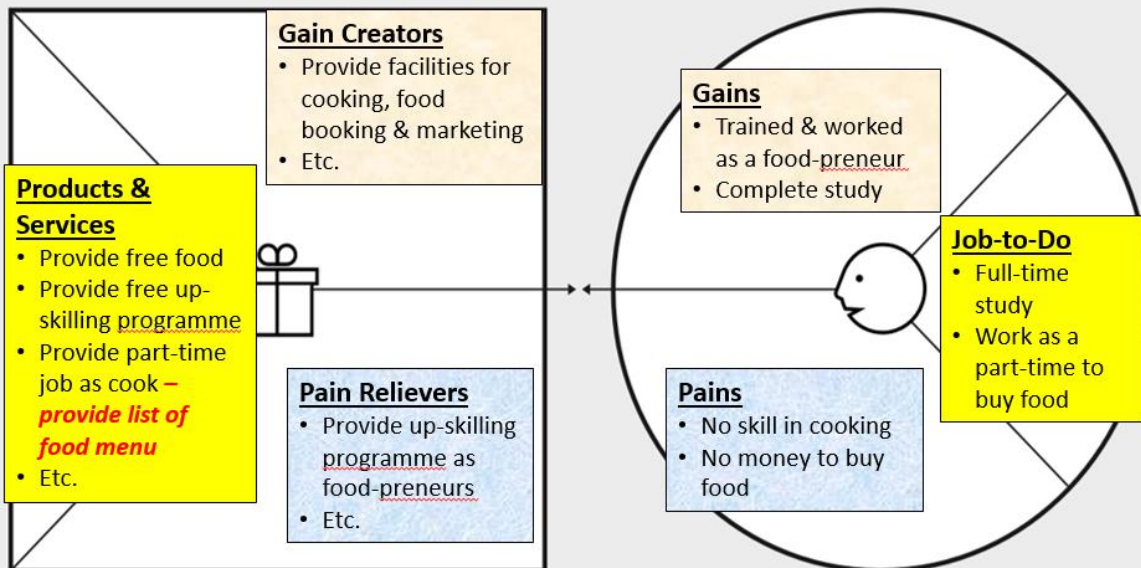 Gain Creators
• Provide facilities for
cooking, food
booking & marketing
• Etc.
Products &
Services
• Provide free food
• Provide free up-
skilling programme
• Provide part-time
job as cook –
provide list of
food menu
• Etc.
Pain Relievers
• Provide up-skilling
programme as
food-preneurs
• Etc.
Gains
• Trained & worked
as a food-preneur
• Complete study
Job-to-Do
• Full-time
study
• Work as a
part-time to
buy food
Pains
• No skill in cooking
• No money to buy
food